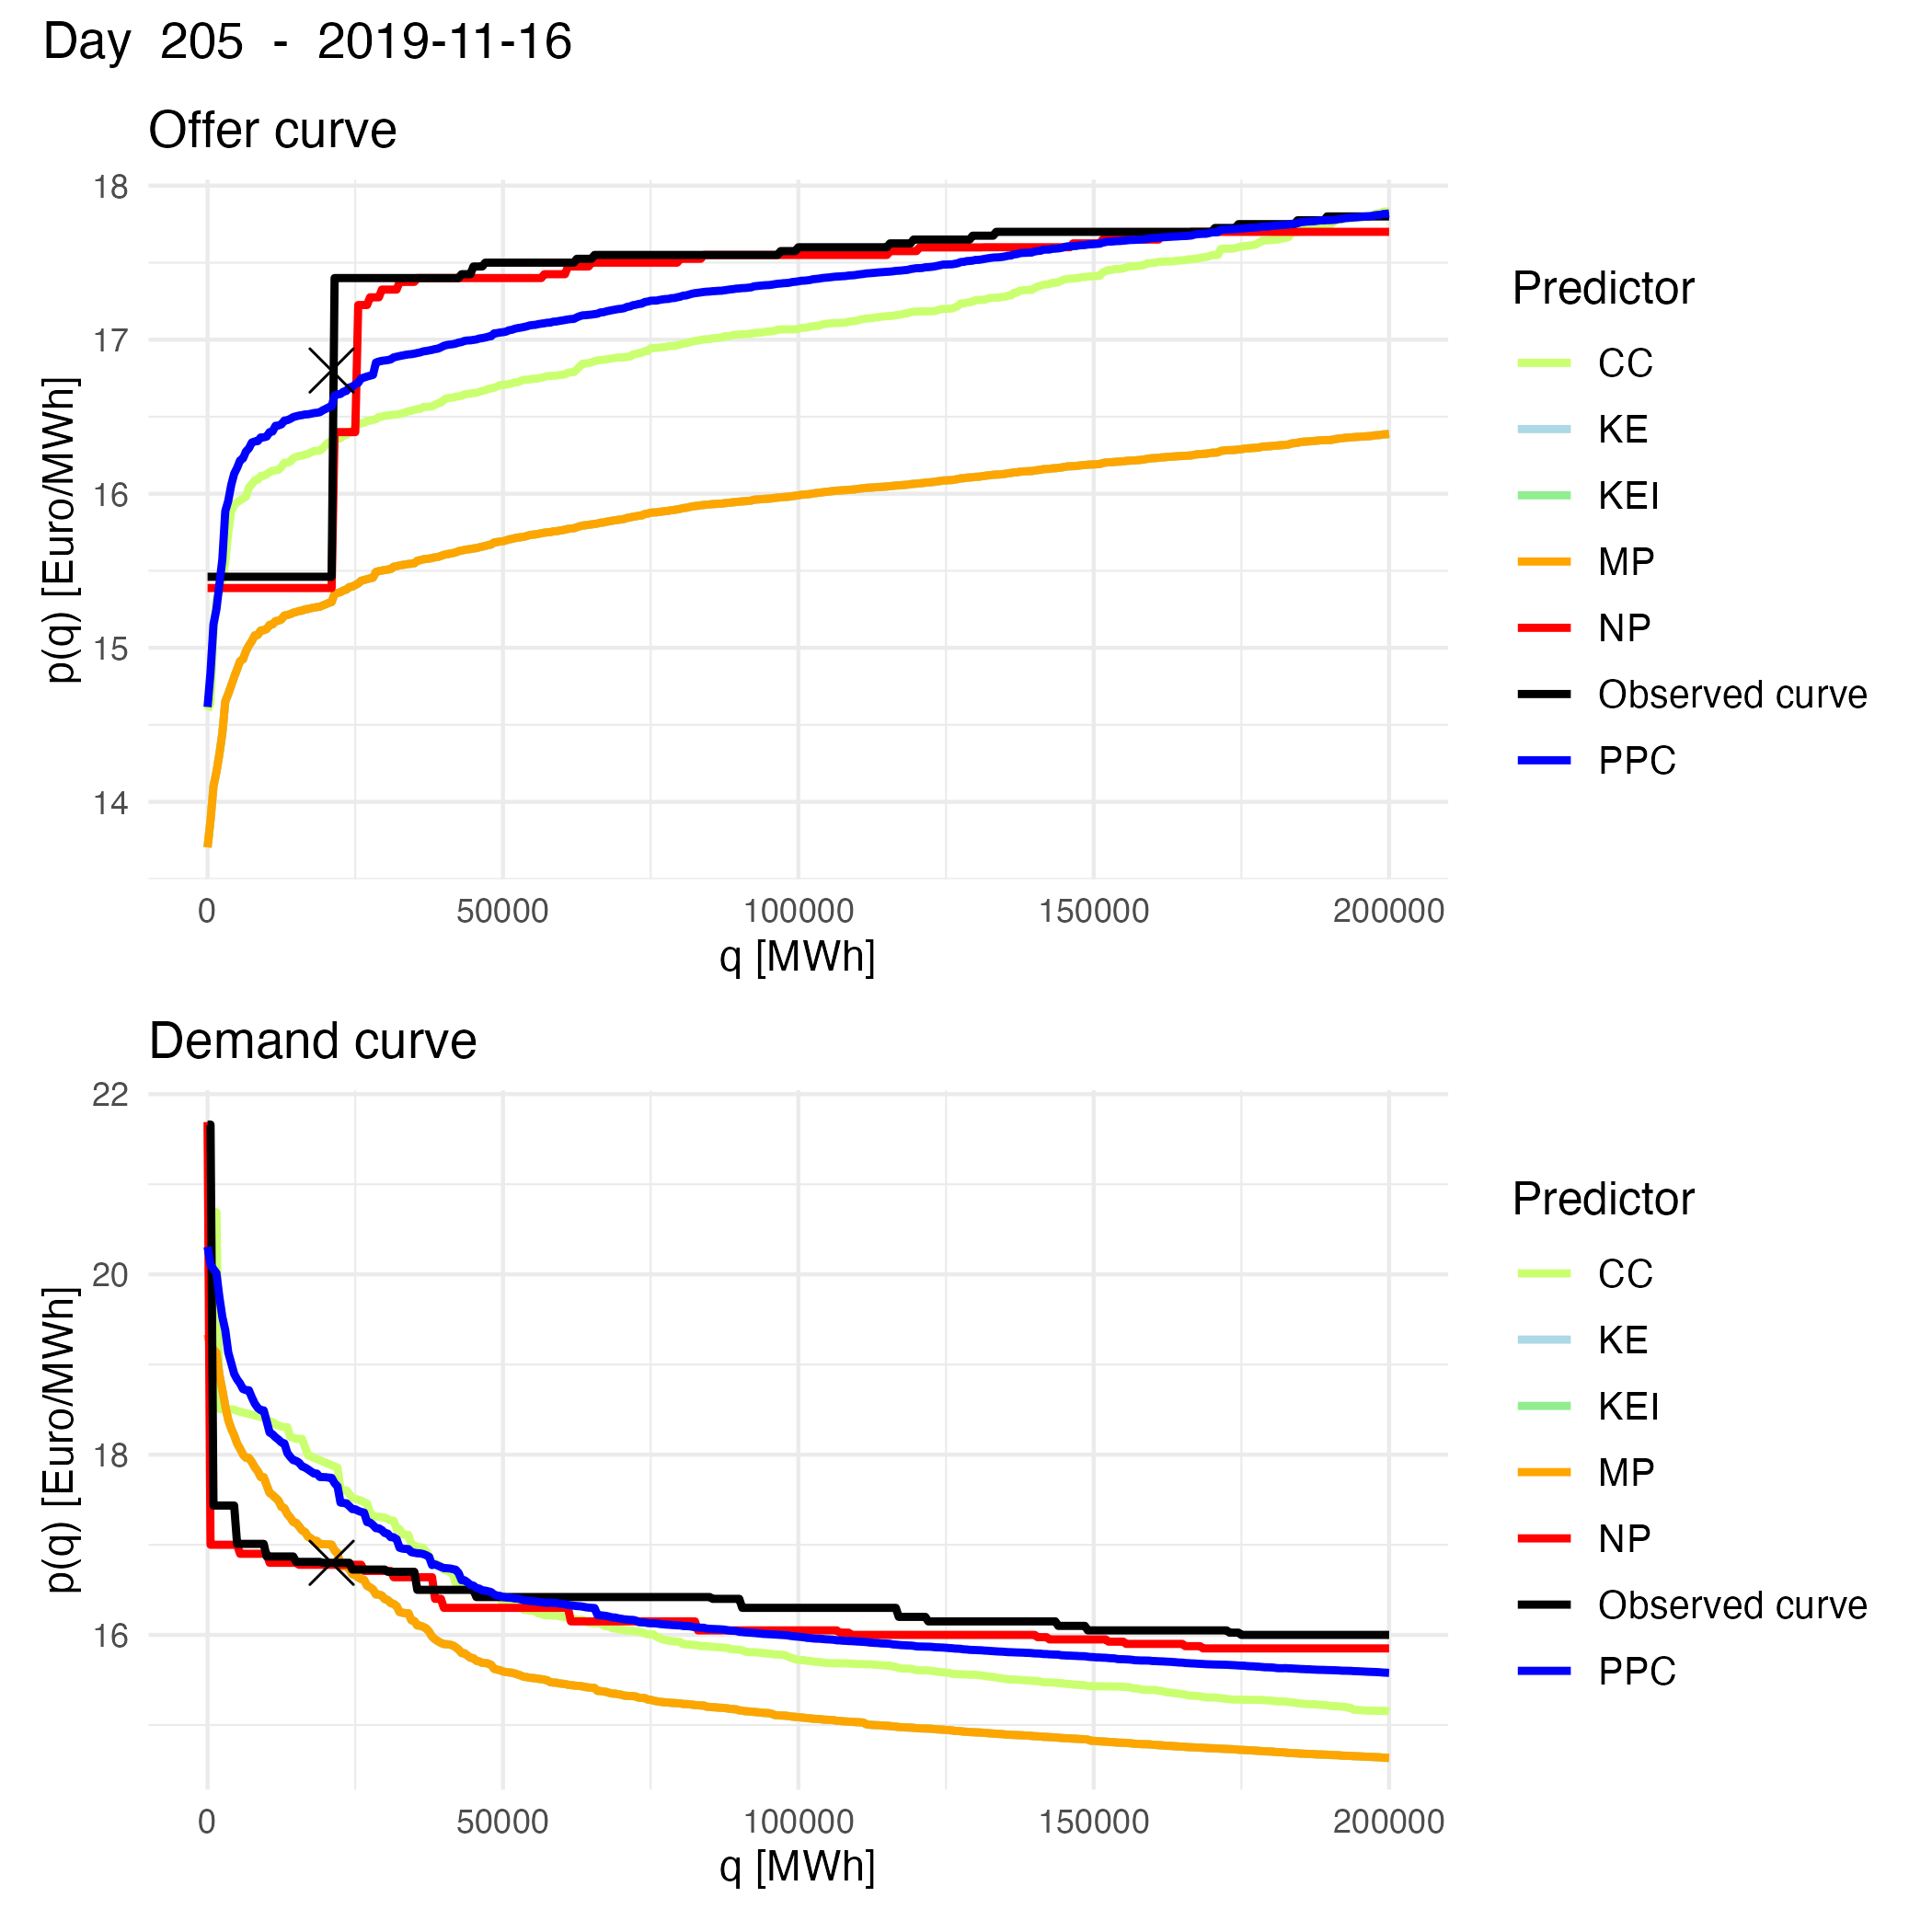 Day 205 - 2019-11-16
Offer curve
18
17
16
15
14
p(q) [Euro/MWh]
0 50000 100000 150000 200000
q [MWh]
Predictor
CC
KE
KEI
MP
NP
Observed curve
PPC
Demand curve
22
20
18
16
p(q) [Euro/MWh]
0 50000 100000 150000 200000
q [MWh]
Predictor
CC
KE
KEI
MP
NP
Observed curve
PPC